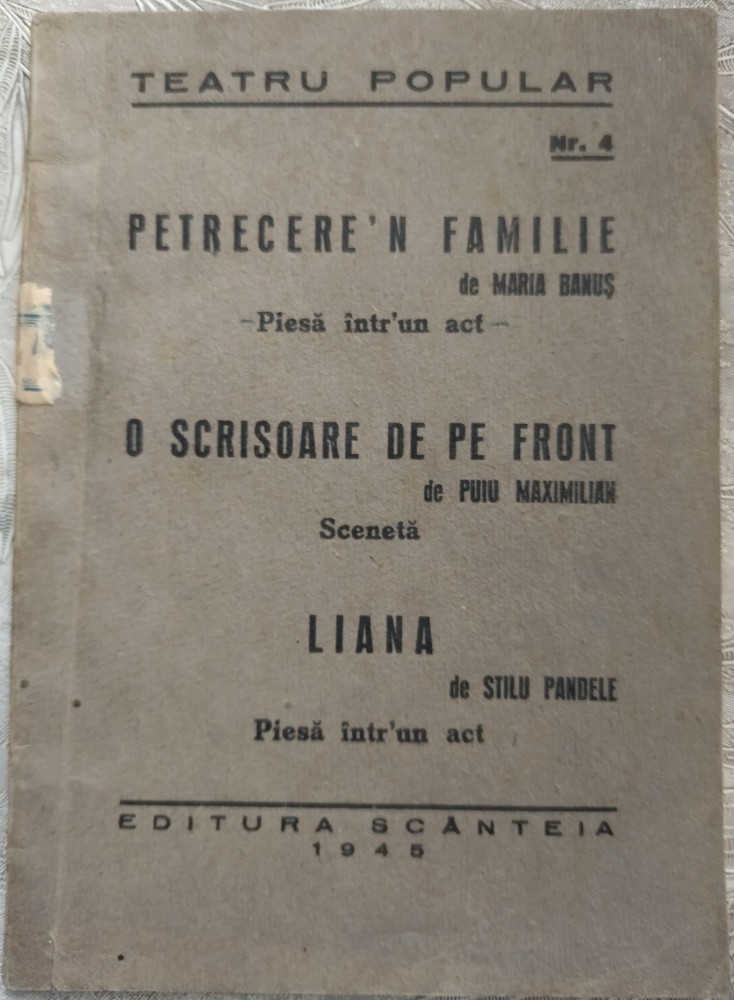 TEATRU POPULAR
Nr. 4
PETRECERE'N FAMILIE
de MARIA BANUȘ
-Piesă într'un act-
O SCRISOARE DE PE FRONT
de PUIU MAXIMILIAN
Scenetă
LIANA
de STILU PANDELE
Piesă într'un act
EDITURA SCÂNTEIA
1945